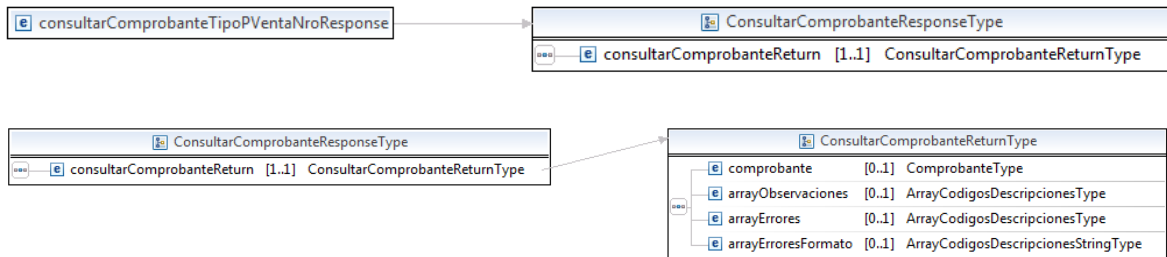 consultarComprobanteTipoPVentaNroResponse
ConsultarComprobanteResponseType
consultarComprobanteReturn [1..1] ConsultarComprobanteReturnType
ConsultarComprobanteResponseType
consultarComprobanteReturn [1..1] ConsultarComprobanteReturnType
ConsultarComprobanteReturnType
comprobante [0..1] ComprobanteType
arrayObservaciones [0..1] ArrayCodigosDescripcionesType
arrayErrores [0..1] ArrayCodigosDescripcionesType
arrayErroresFormato [0..1] ArrayCodigosDescripcionesStringType